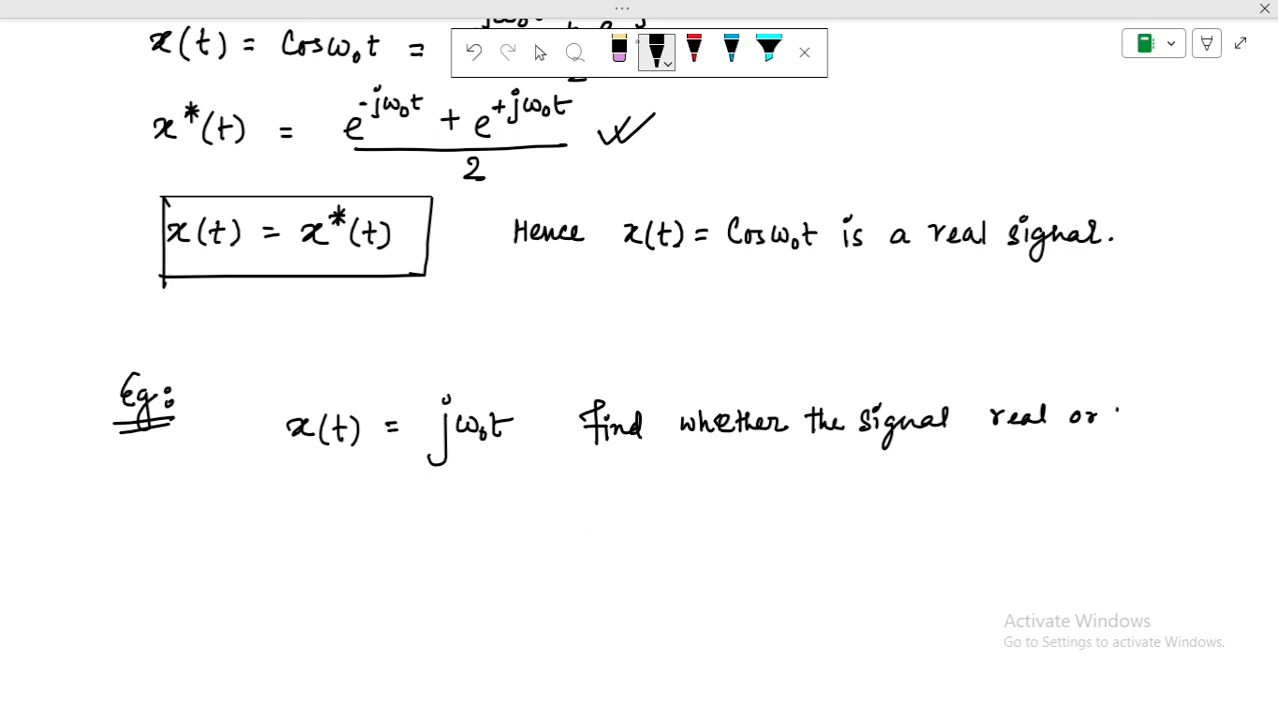 x(t) = Cosω₀t =
x*(t) = (e^{-jω₀t} + e^{+jω₀t}) / 2
x(t) = x*(t) Hence x(t) = Cosω₀t is a real signal.
Eg:
x(t) = jω₀t find whether the signal real or
Activate Windows
Go to Settings to activate Windows.